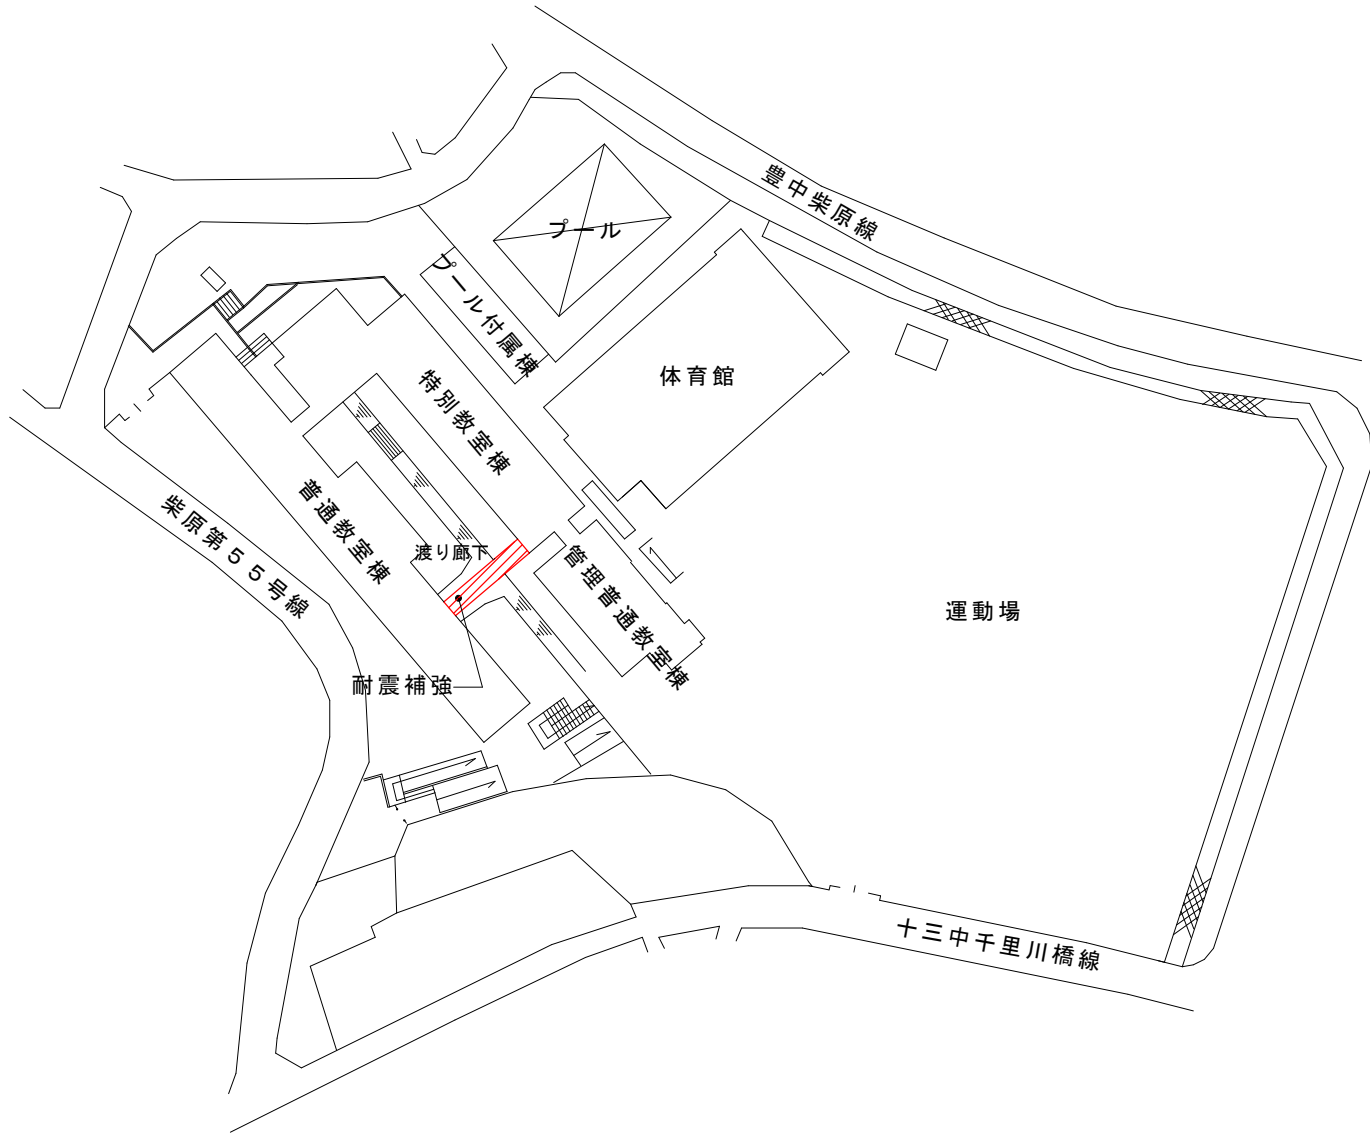 豊中柴原線
プール
プール付属棟
体育館
特別教室棟
普通教室棟
柴原第５５号線
渡り廊下
管理普通教室棟
運動場
耐震補強
十三中千里川橋線